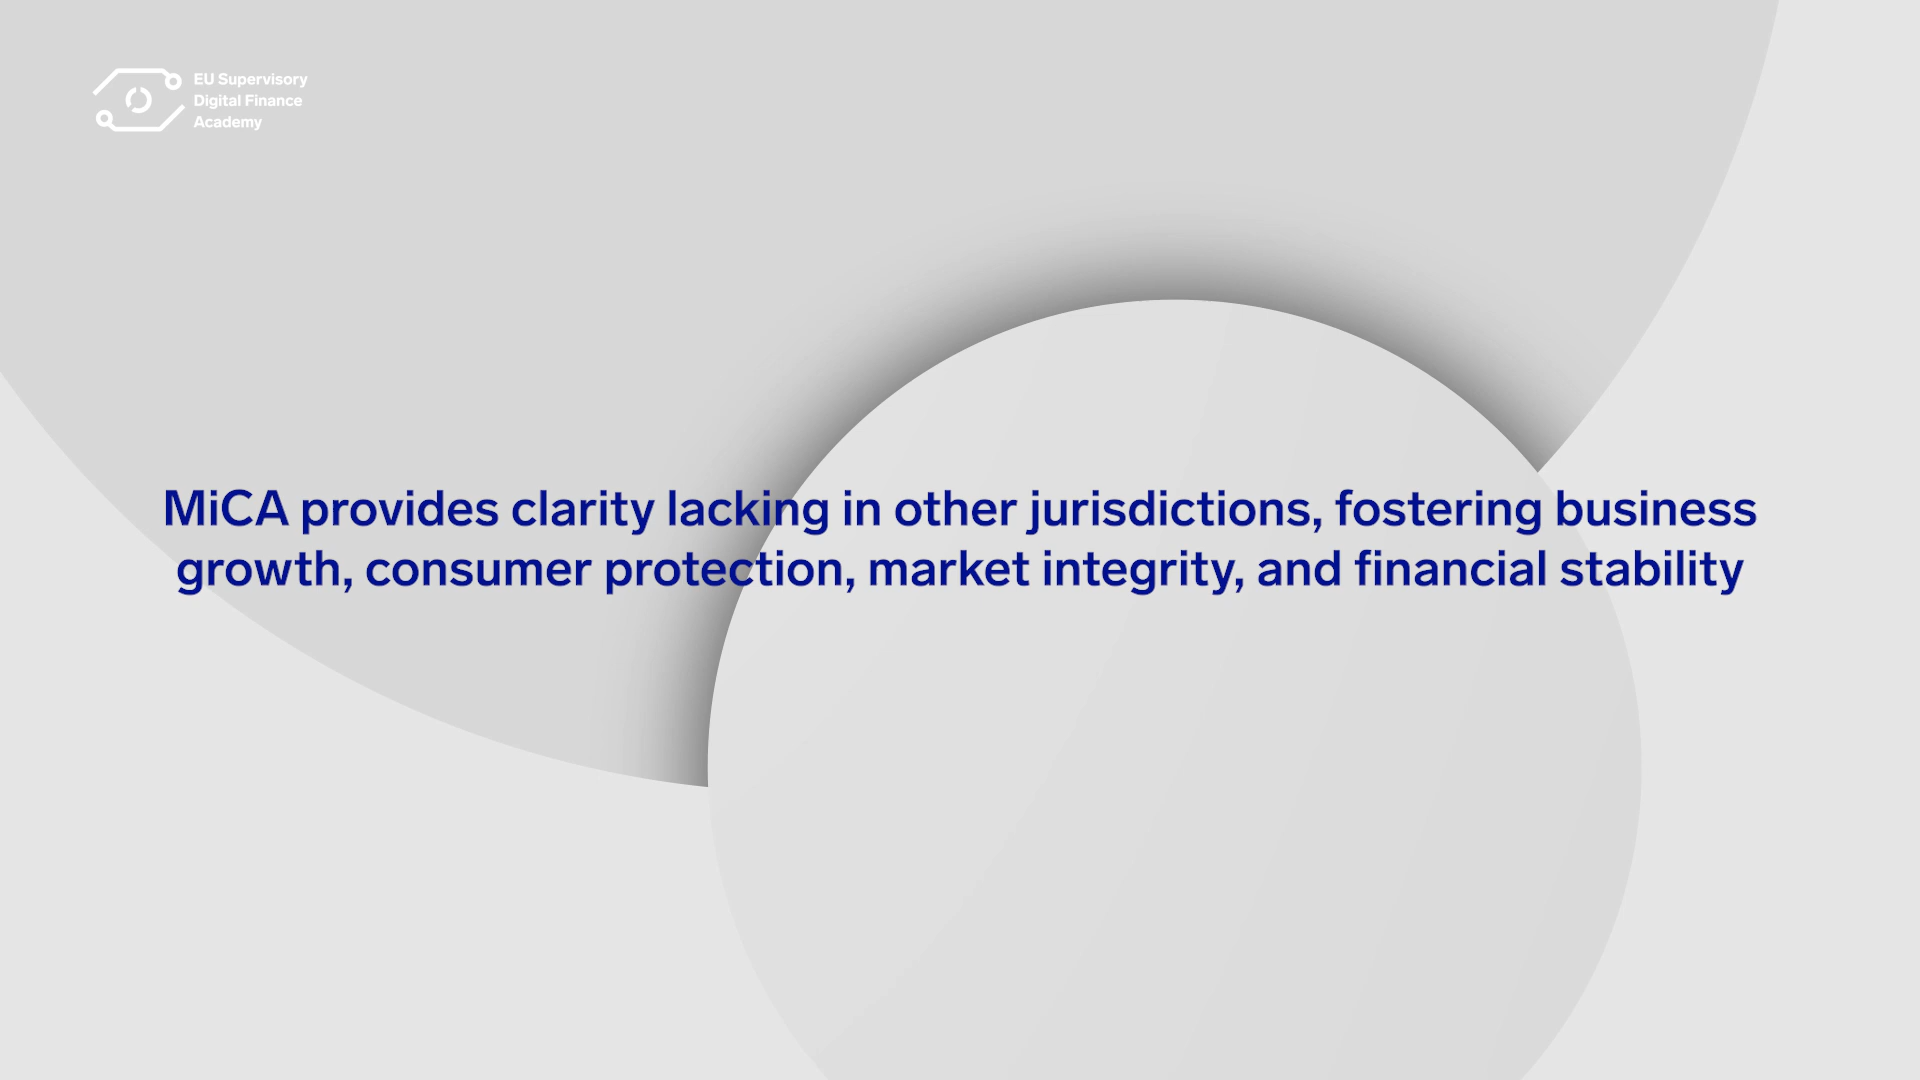 EU Supervisory
Digital Finance
Academy
MiCA provides clarity lacking in other jurisdictions, fostering business
growth, consumer protection, market integrity, and financial stability